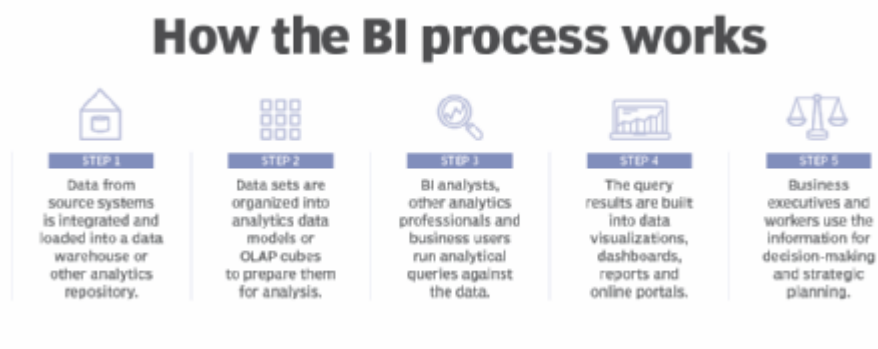 How the BI process works
STEP 1
Data from
source systems
is integrated and
loaded into a data
warehouse or
other analytics
repository.
STEP 2
Data sets are
organized into
analytics data
models or
OLAP cubes
to prepare them
for analysis.
STEP 3
BI analysts,
other analytics
professionals and
business users
run analytical
queries against
the data.
STEP 4
The query
results are built
into data
visualizations,
dashboards,
reports and
online portals.
STEP 5
Business
executives and
workers use the
information for
decision-making
and strategic
planning.